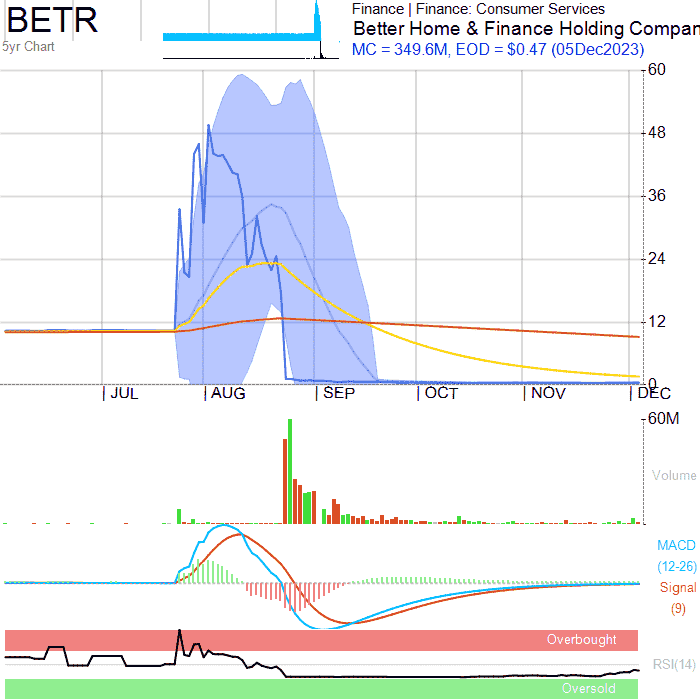 BETR
5yr Chart
Finance | Finance: Consumer Services
Better Home & Finance Holding Compan
MC = 349.6M, EOD = $0.47 (05Dec2023)
60
48
36
24
12
0
JUL AUG SEP OCT NOV DEC
60M
Volume
MACD
(12-26)
Signal
(9)
Overbought
RSI(14)
Oversold